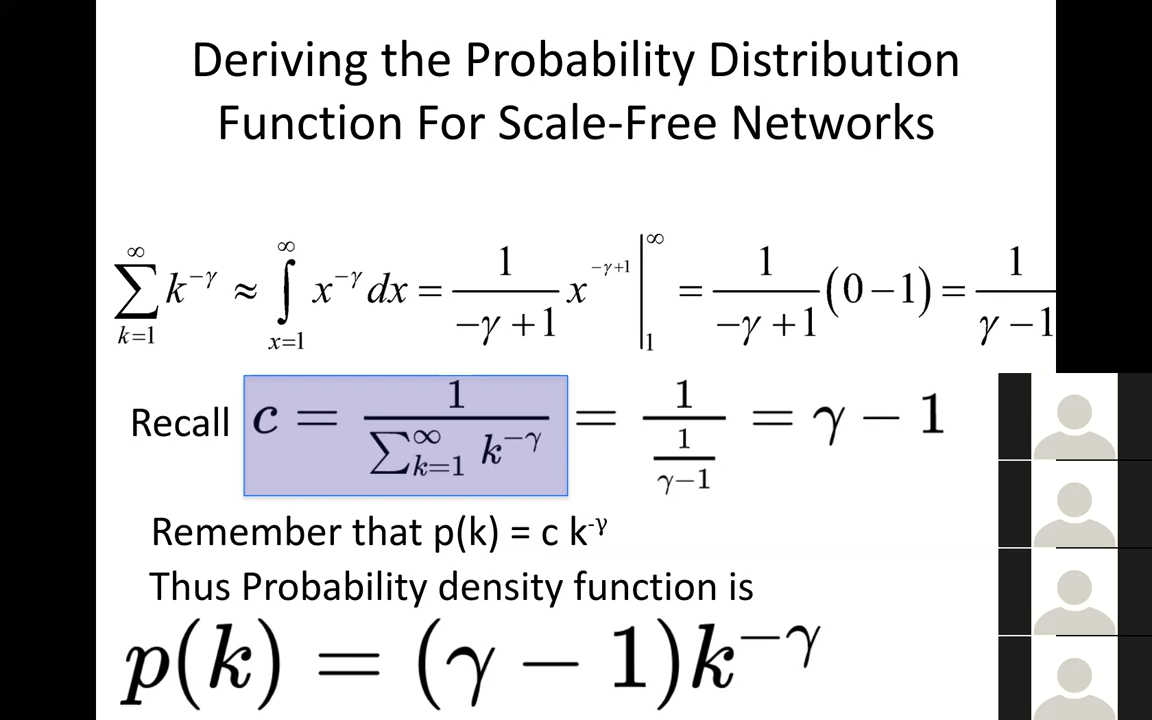 Deriving the Probability Distribution
Function For Scale-Free Networks
∑_{k=1}^{∞} k^{−γ} ≈ ∫_{x=1}^{∞} x^{−γ} dx = 1/(−γ+1) x^{−γ+1} |_1^∞ = 1/(−γ+1) (0−1) = 1/(γ−1)
Recall c = 1/(∑_{k=1}^{∞} k^{−γ}) = 1/(1/(γ−1)) = γ − 1
Remember that p(k) = c k^{-γ}
Thus Probability density function is
p(k) = (γ − 1)k^{−γ}